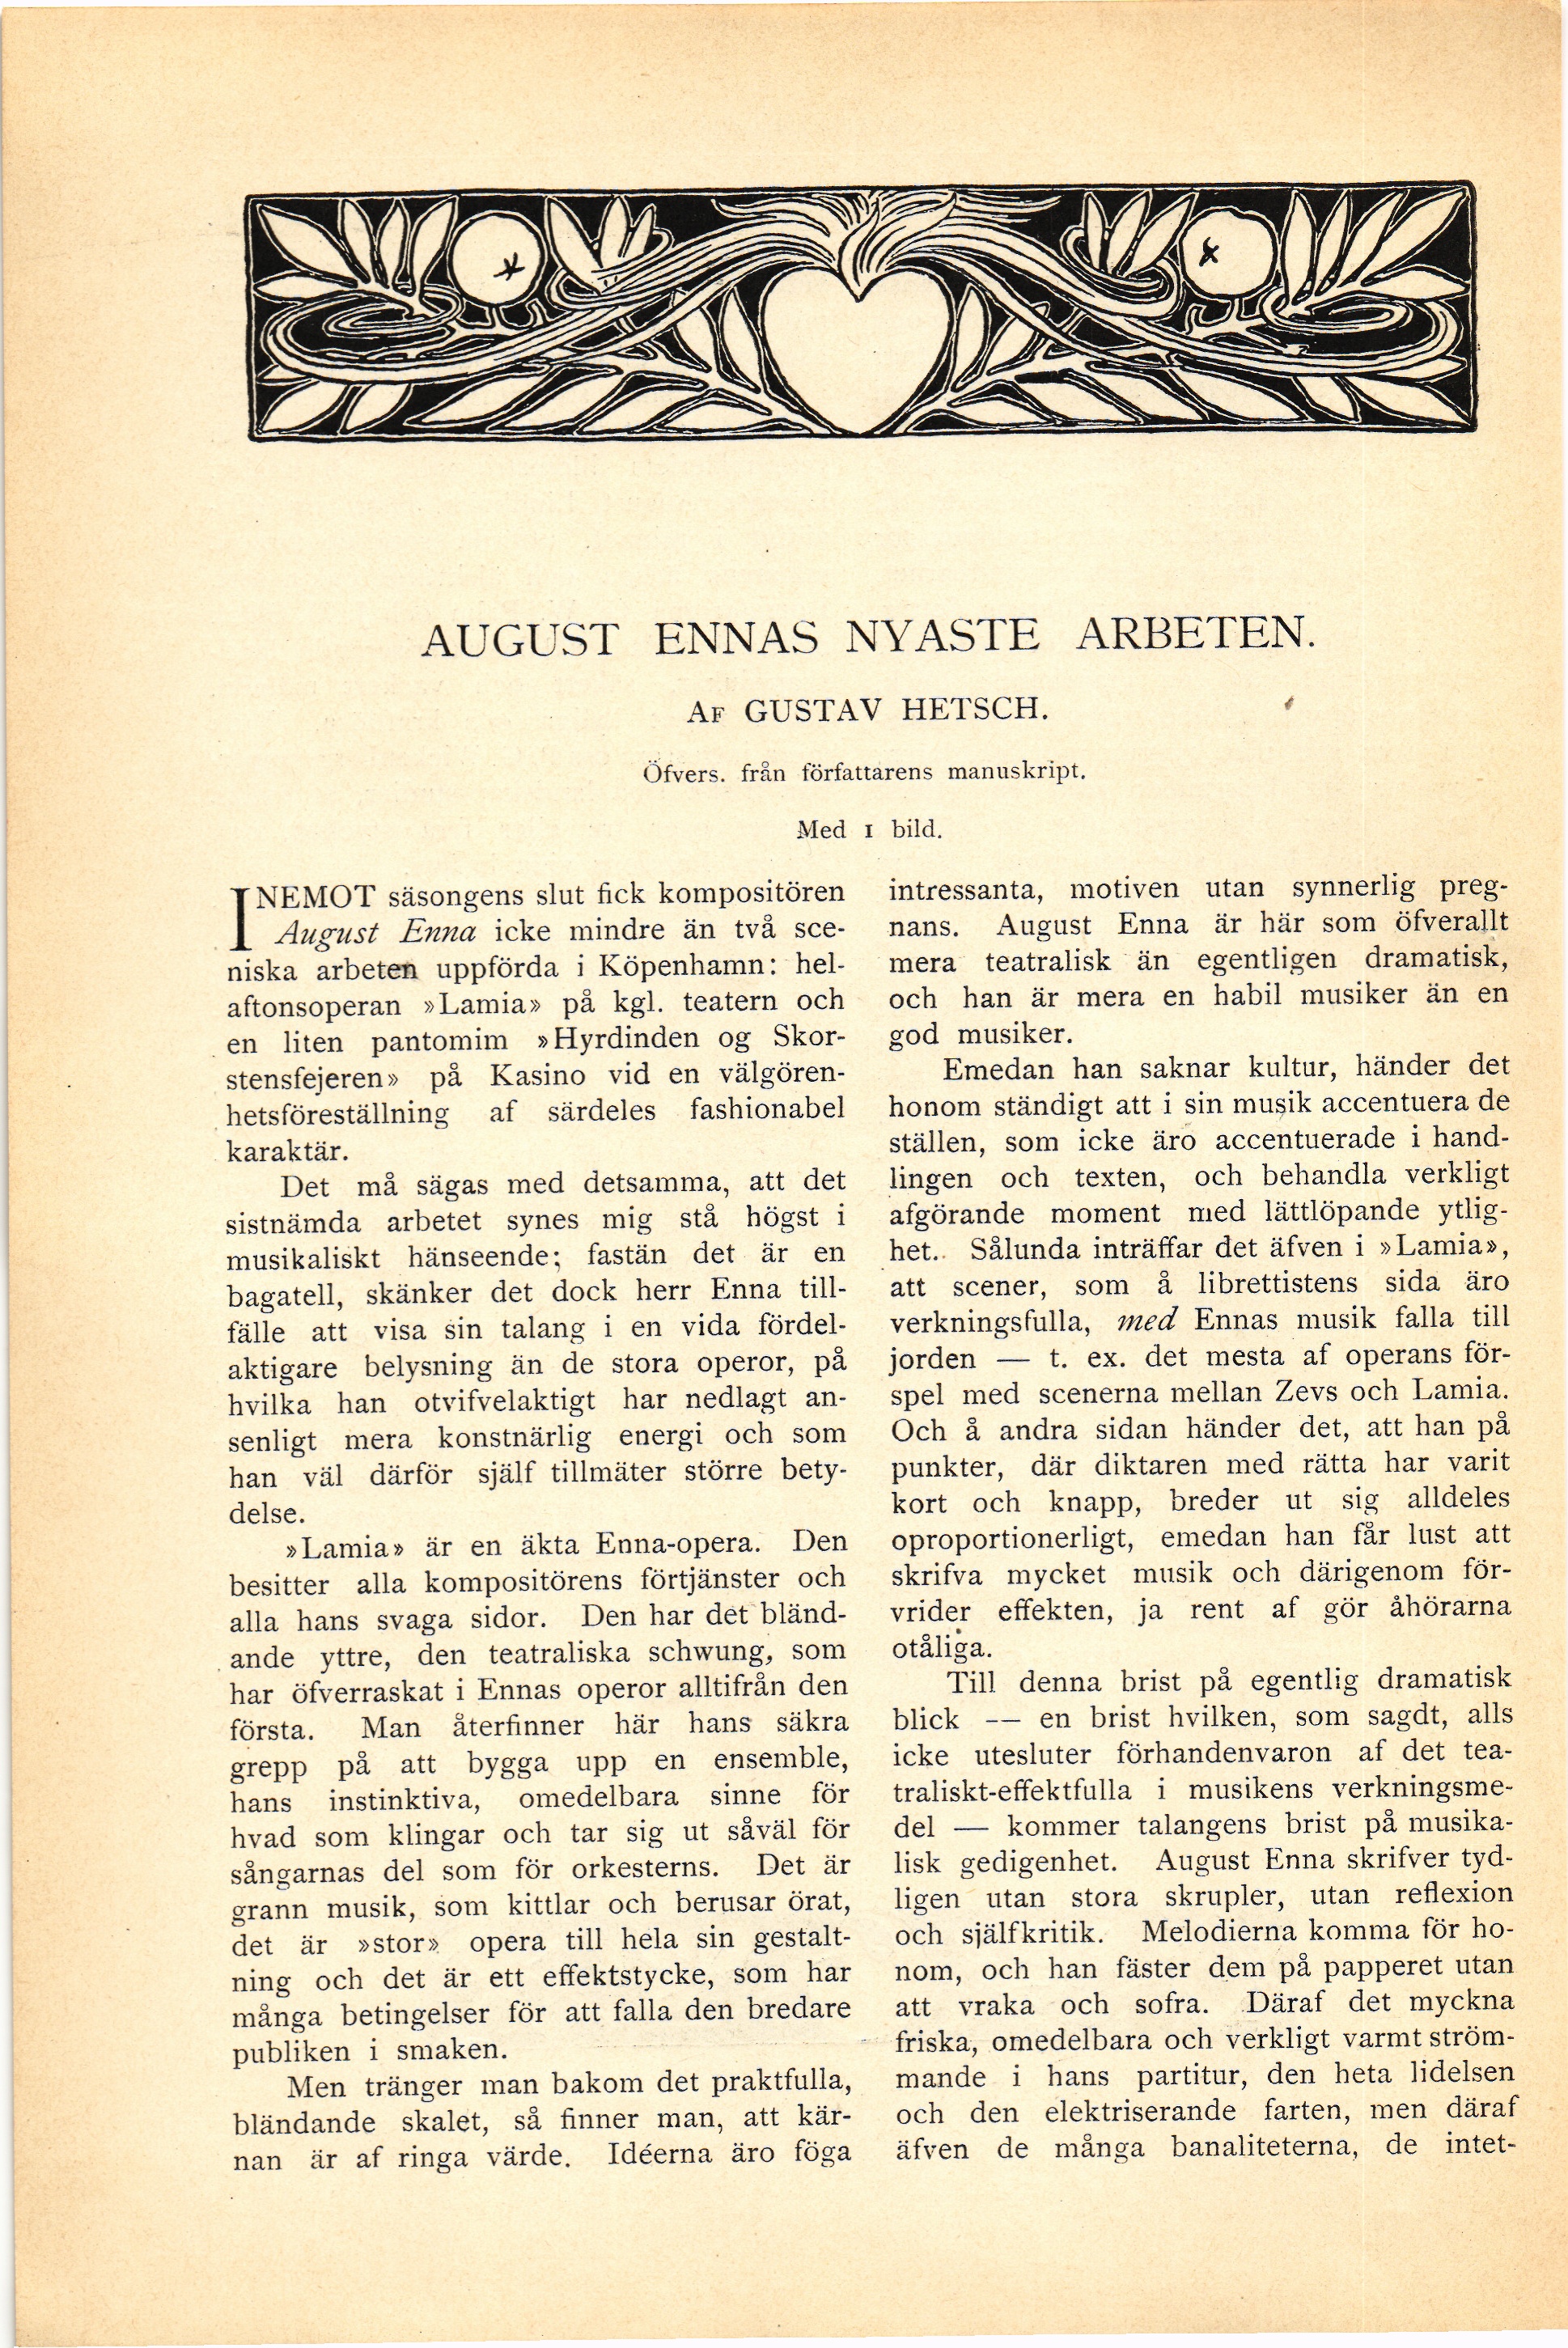 AUGUST ENNAS NYASTE ARBETEN.
AF GUSTAV HETSCH.
Öfvers. från författarens manuskript.
Med 1 bild.
INEMOT säsongens slut fick kompositören
August Enna icke mindre än två sce-
niska arbeten uppförda i Köpenhamn: hel-
aftonsoperan »Lamia» på kgl. teatern och
en liten pantomim »Hyrdinden og Skor-
stensfejeren» på Kasino vid en välgören-
hetsföreställning af särdeles fashionabel
karaktär.
Det må sägas med detsamma, att det
sistnämda arbetet synes mig stå högst i
musikaliskt hänseende; fastän det är en
bagatell, skänker det dock herr Enna till-
fälle att visa sin talang i en vida fördel-
aktigare belysning än de stora operor, på
hvilka han otvifvelaktigt har nedlagt an-
senligt mera konstnärlig energi och som
han väl därför själf tillmäter större bety-
delse.
»Lamia» är en äkta Enna-opera. Den
besitter alla kompositörens förtjänster och
alla hans svaga sidor. Den har det bländ-
ande yttre, den teatraliska schwung, som
har öfverraskat i Ennas operor alltifrån den
första. Man återfinner här hans säkra
grepp på att bygga upp en ensemble,
hans instinktiva, omedelbara sinne för
hvad som klingar och tar sig ut såväl för
sångarnas del som för orkesterns. Det är
grann musik, som kittlar och berusar örat,
det är »stor» opera till hela sin gestalt-
ning och det är ett effektstycke, som har
många betingelser för att falla den bredare
publiken i smaken.
Men tränger man bakom det praktfulla,
bländande skalet, så finner man, att kär-
nan är af ringa värde. Idéerna äro föga
intressanta, motiven utan synnerlig preg-
nans. August Enna är här som öfverallt
mera teatralisk än egentligen dramatisk,
och han är mera en habil musiker än en
god musiker.
Emedan han saknar kultur, händer det
honom ständigt att i sin musik accentuera de
ställen, som icke äro accentuerade i hand-
lingen och texten, och behandla verkligt
afgörande moment med lättlöpande ytlig-
het. Sålunda inträffar det äfven i »Lamia»,
att scener, som å librettistens sida äro
verkningsfulla, med Ennas musik falla till
jorden — t. ex. det mesta af operans för-
spel med scenerna mellan Zevs och Lamia.
Och å andra sidan händer det, att han på
punkter, där diktaren med rätta har varit
kort och knapp, breder ut sig alldeles
oproportionerligt, emedan han får lust att
skrifva mycket musik och därigenom för-
vrider effekten, ja rent af gör åhörarna
otåliga.
Till denna brist på egentlig dramatisk
blick — en brist hvilken, som sagdt, alls
icke utesluter förhandenvaron af det tea-
traliskt-effektfulla i musikens verkningsme-
del — kommer talangens brist på musika-
lisk gedigenhet. August Enna skrifver tyd-
ligen utan stora skrupler, utan reflexion
och själfkritik. Melodierna komma för ho-
nom, och han fäster dem på papperet utan
att vraka och sofra. Däraf det myckna
friska, omedelbara och verkligt varmt ström-
mande i hans partitur, den heta lidelsen
och den elektriserande farten, men däraf
äfven de många banaliteterna, de intet-